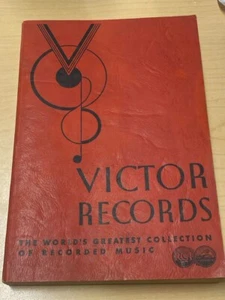 VICTOR
RECORDS
THE WORLD'S GREATEST COLLECTION
OF RECORDED MUSIC